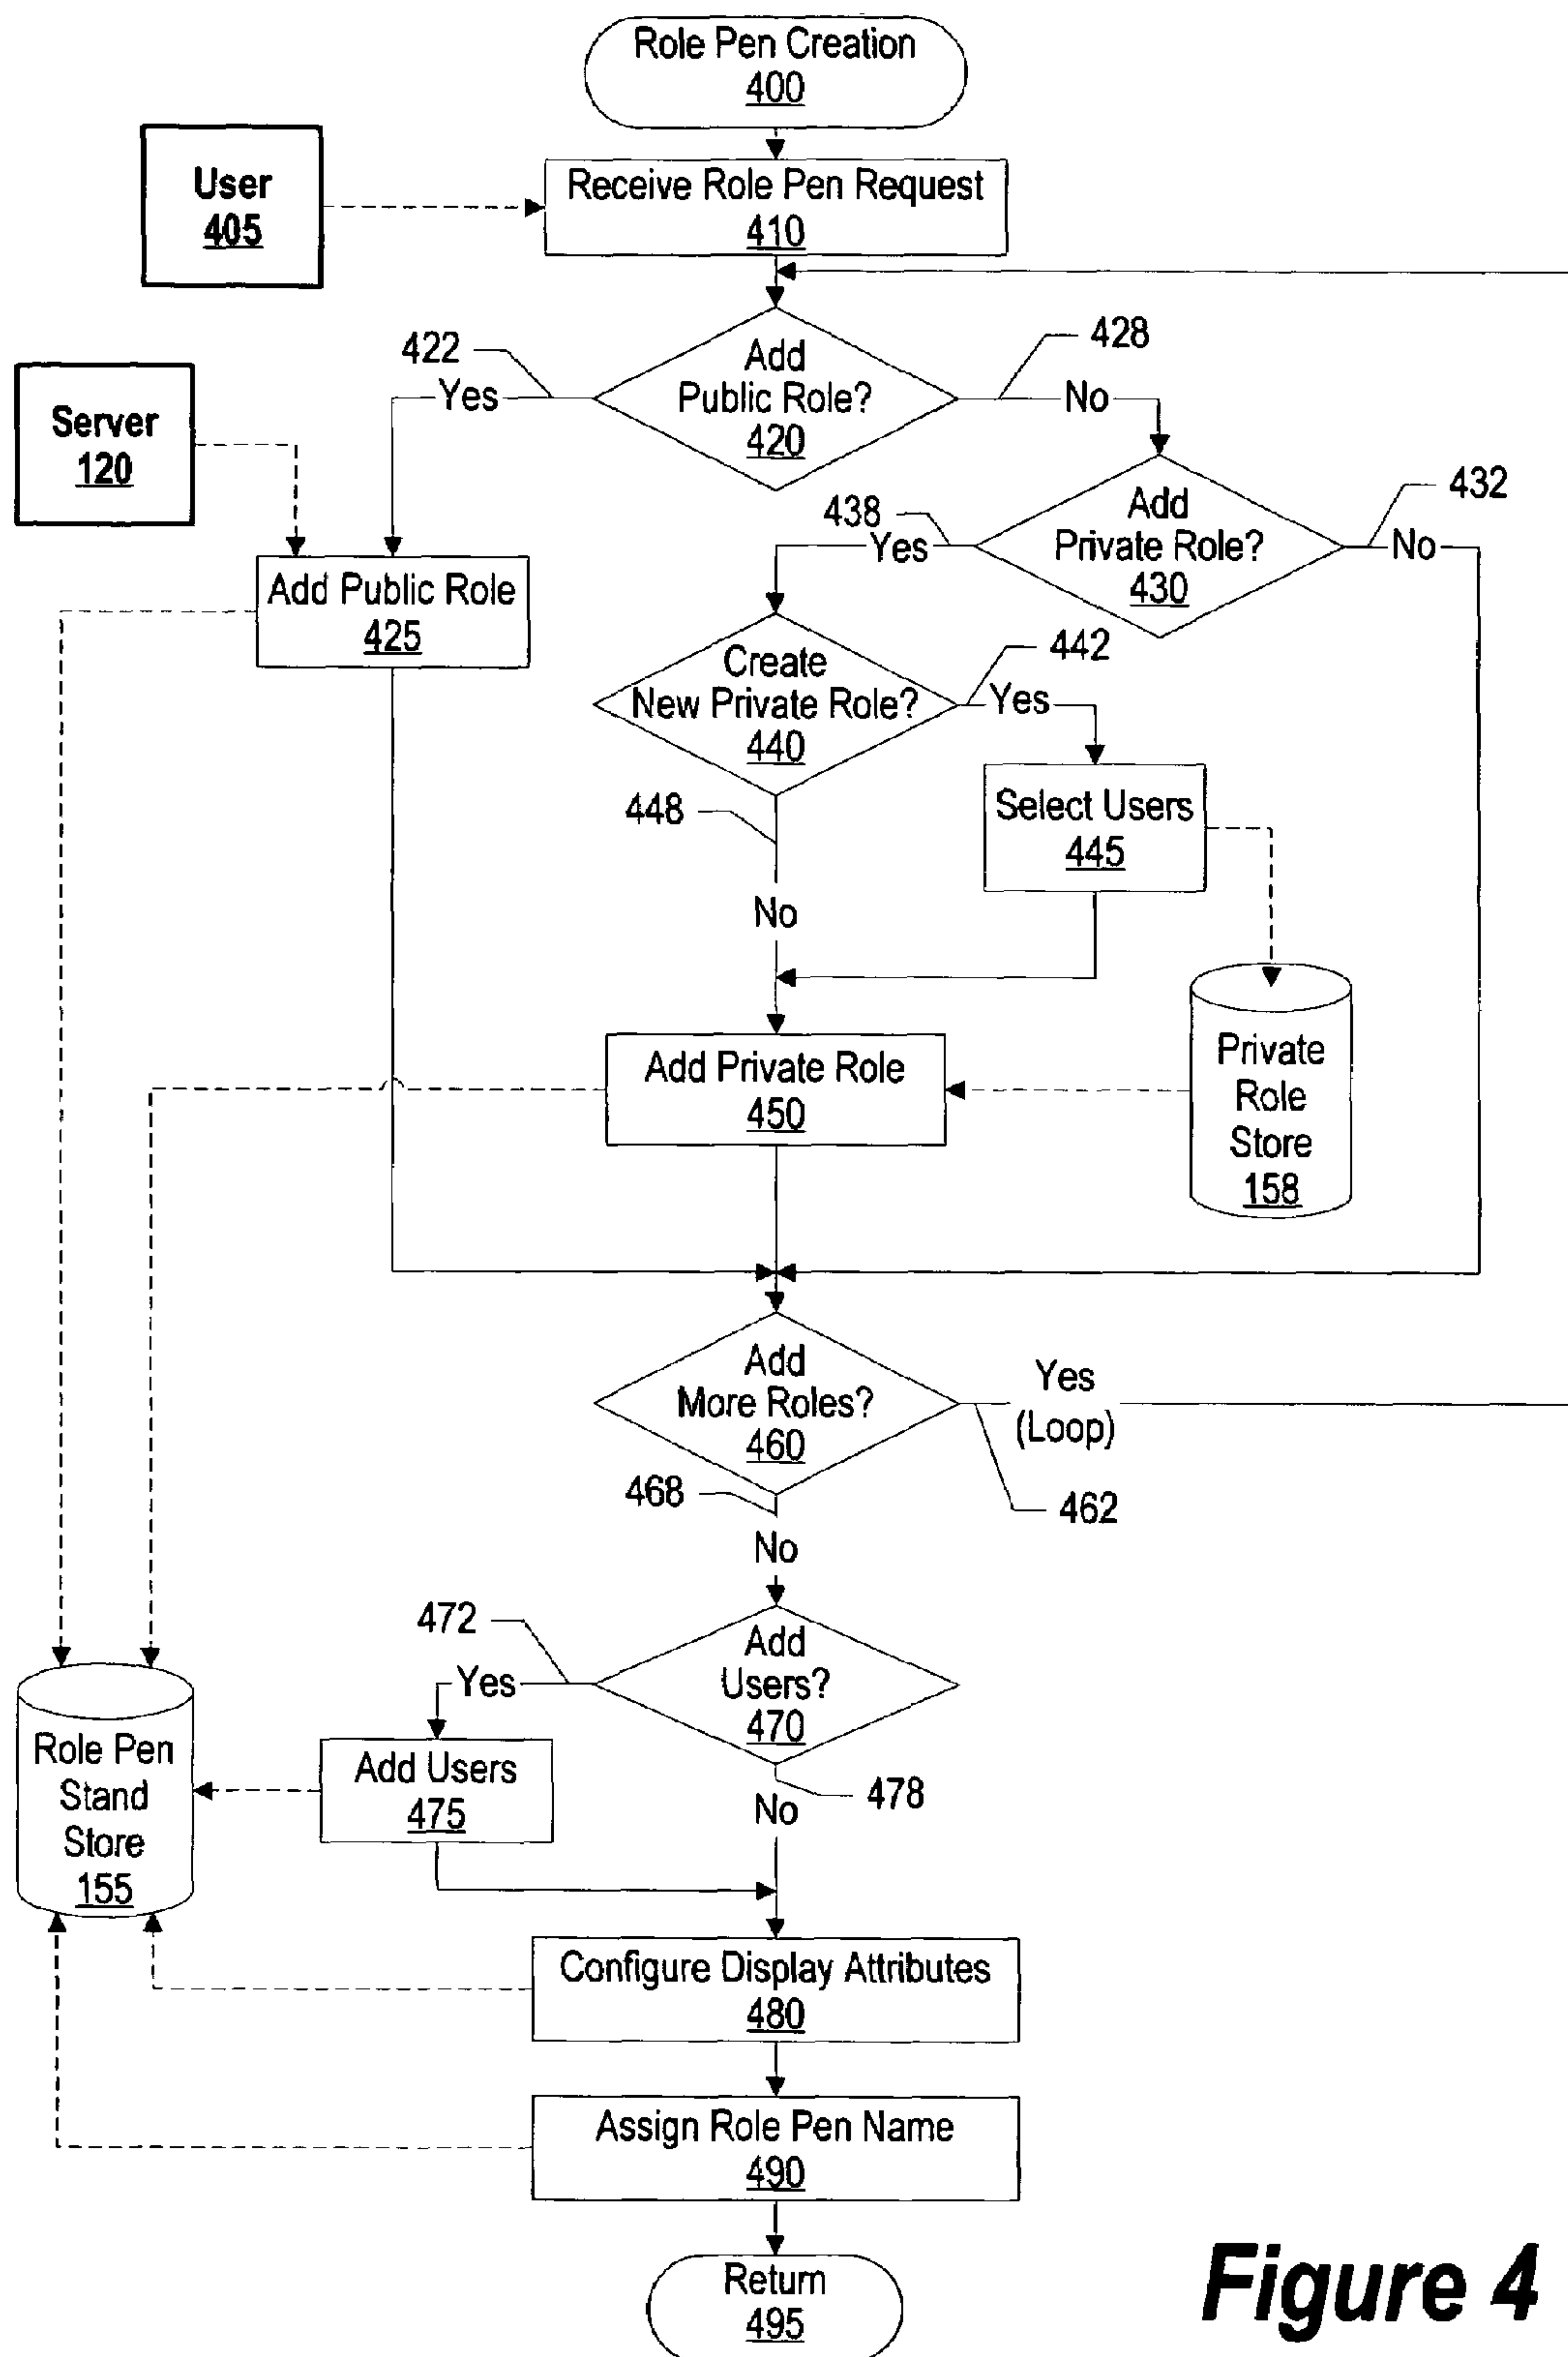 Role Pen Creation
400
User
405
Receive Role Pen Request
410
422
Yes
Add
Public Role?
420
428
No
Server
120
438
Yes
Add
Private Role?
430
432
No
Add Public Role
425
Create
New Private Role?
440
442
Yes
Select Users
445
448
No
Add Private Role
450
Private
Role
Store
158
Add
More Roles?
460
Yes
(Loop)
462
468
No
472
Yes
Add
Users?
470
478
No
Role Pen
Stand
Store
155
Add Users
475
Configure Display Attributes
480
Assign Role Pen Name
490
Return
495
Figure 4